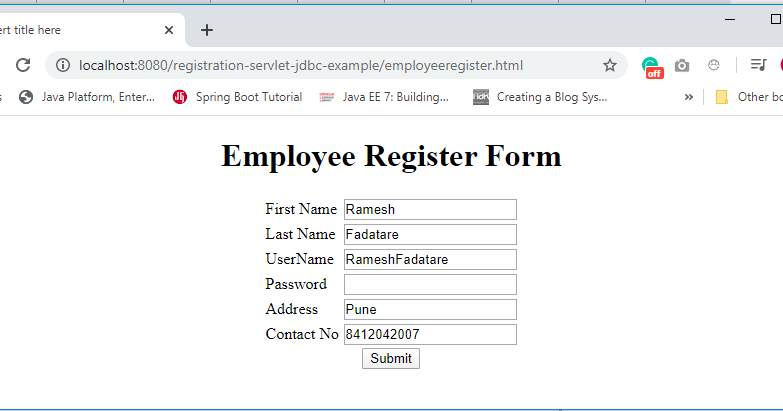 ert title here
localhost:8080/registration-servlet-jdbc-example/employeeregister.html
off
s Java Platform, Enter... Spring Boot Tutorial Java EE 7: Building... Creating a Blog Sys... » Other bo
Employee Register Form
First Name Ramesh
Last Name Fadatare
UserName RameshFadatare
Password
Address Pune
Contact No 8412042007
Submit